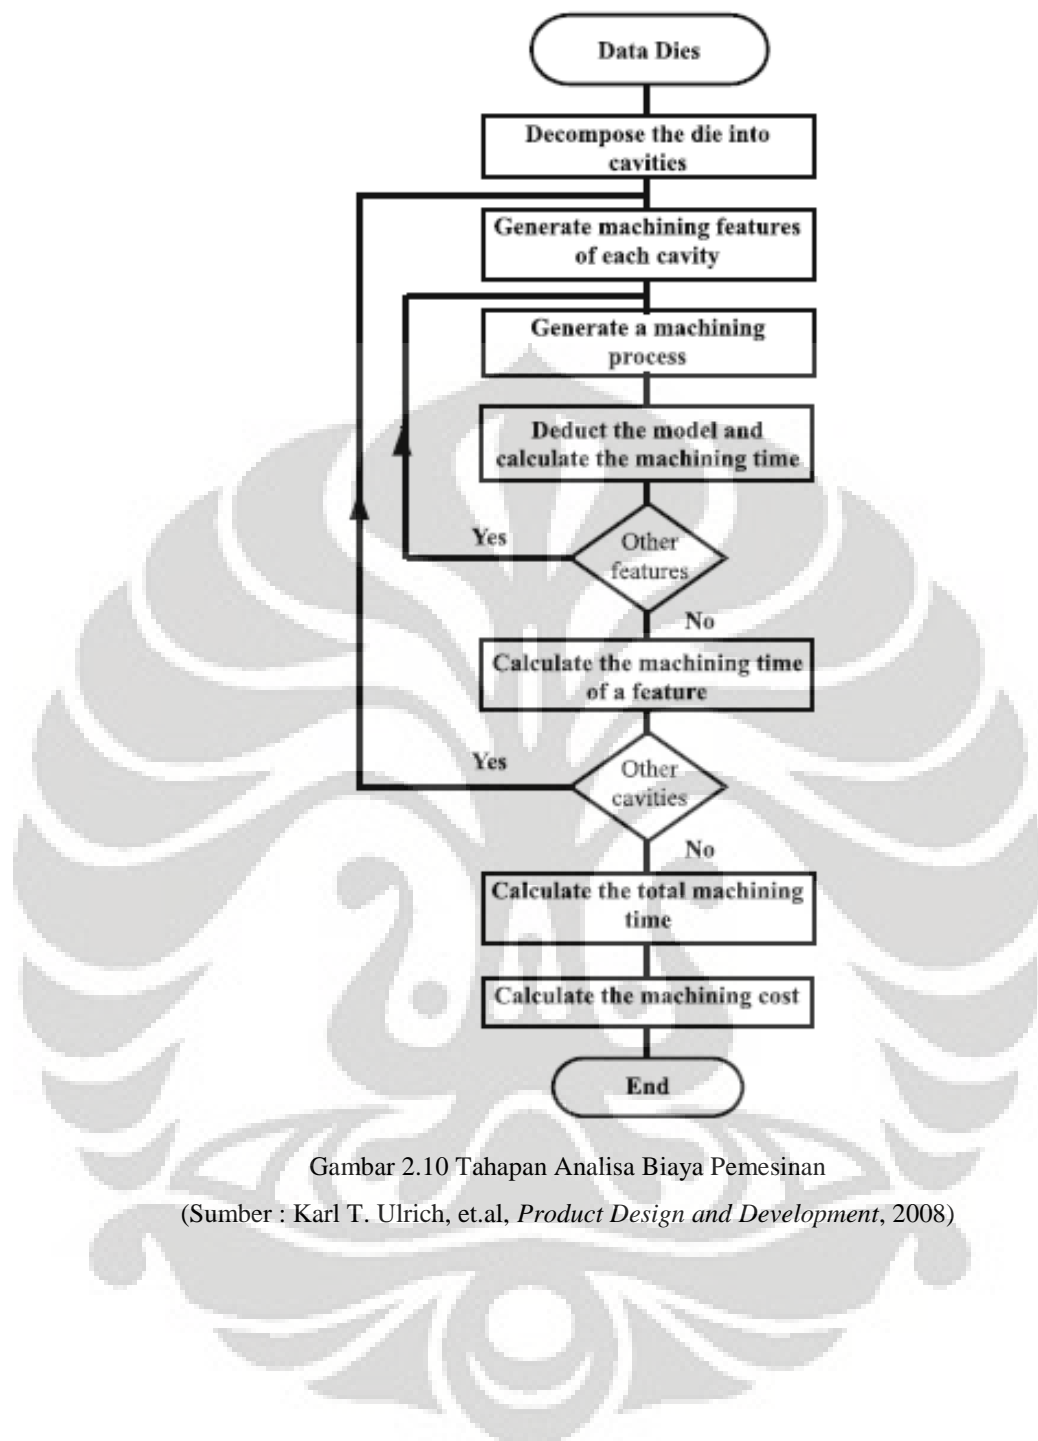 Data Dies
Decompose the die into
cavities
Generate machining features
of each cavity
Generate a machining
process
Deduct the model and
calculate the machining time
Yes
Other
features
No
Calculate the machining time
of a feature
Yes
Other
cavities
No
Calculate the total machining
time
Calculate the machining cost
End
Gambar 2.10 Tahapan Analisa Biaya Pemesinan
(Sumber : Karl T. Ulrich, et.al, Product Design and Development, 2008)